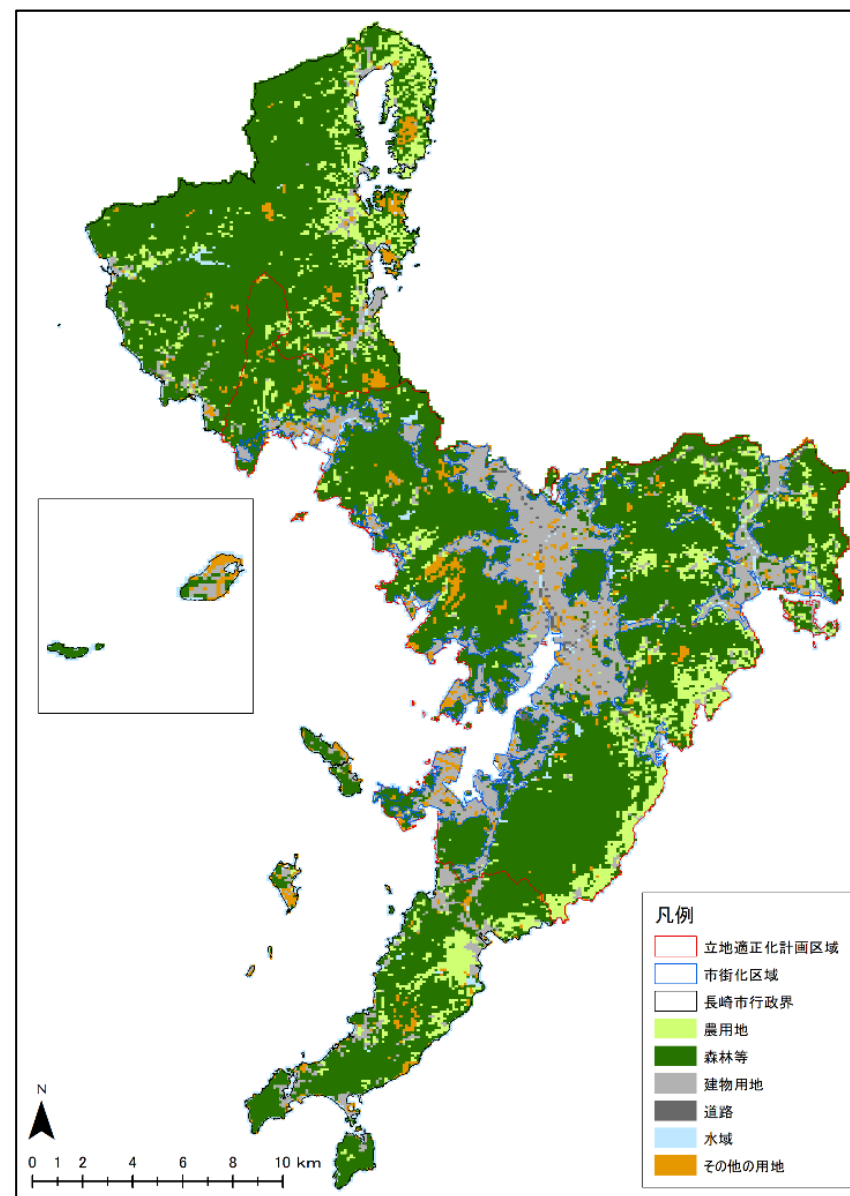 凡例
立地適正化計画区域
市街化区域
長崎市行政界
農用地
森林等
建物用地
道路
水域
その他の用地
N
0 1 2 4 6 8 10 km